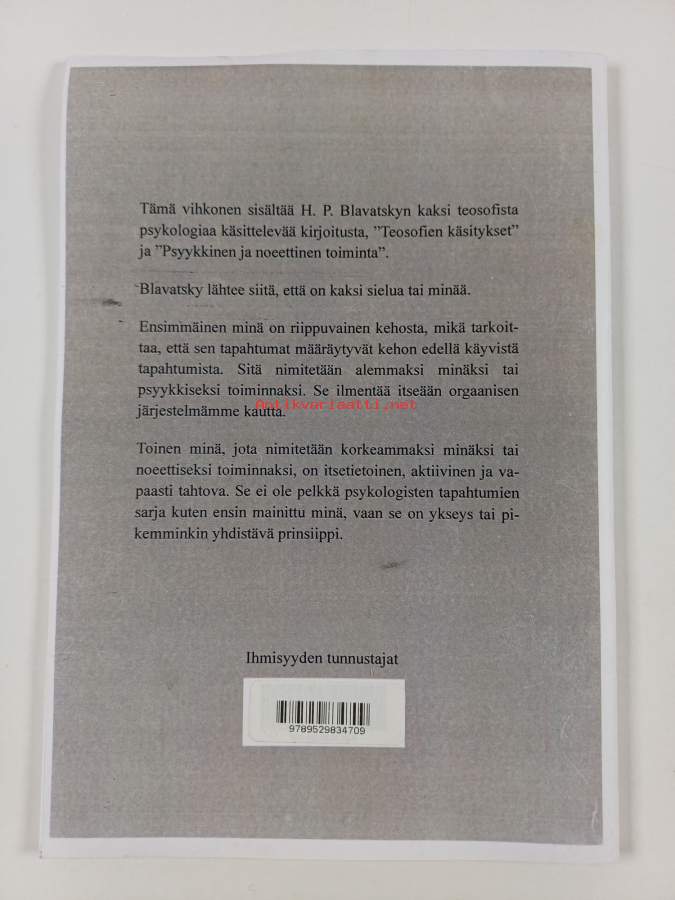 Tämä vihkonen sisältää H. P. Blavatskyn kaksi teosofista
psykologiaa käsittelevää kirjoitusta, ”Teosofien käsitykset”
ja ”Psyykkinen ja noeettinen toiminta”.
Blavatsky lähtee siitä, että on kaksi sielua tai minää.
Ensimmäinen minä on riippuvainen kehosta, mikä tarkoit-
taa, että sen tapahtumat määräytyvät kehon edellä käyvistä
tapahtumista. Sitä nimitetään alemmaksi minäksi tai
psyykkiseksi toiminnaksi. Se ilmentää itseään orgaanisen
Antikvariaatti.net
järjestelmämme kautta.
Toinen minä, jota nimitetään korkeammaksi minäksi tai
noeettiseksi toiminnaksi, on itsetietoinen, aktiivinen ja va-
paasti tahtova. Se ei ole pelkkä psykologisten tapahtumien
sarja kuten ensin mainittu minä, vaan se on ykseys tai pi-
kemminkin yhdistävä prinsiippi.
Ihmisyyden tunnustajat
9789529834709